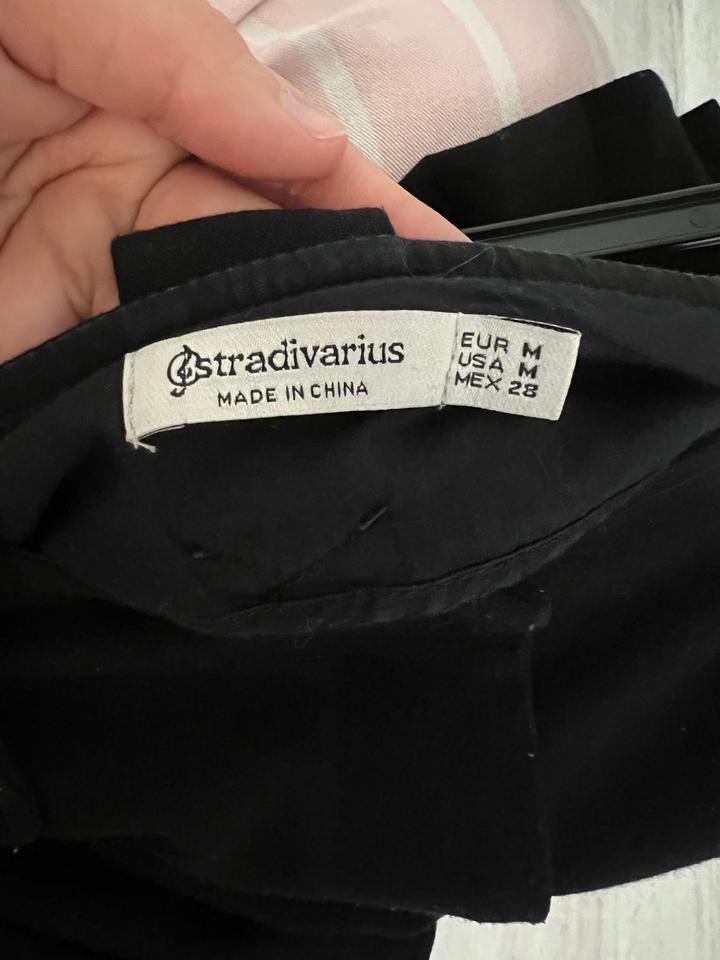 stradivarius
MADE IN CHINA
EUR M
USA M
MEX 28